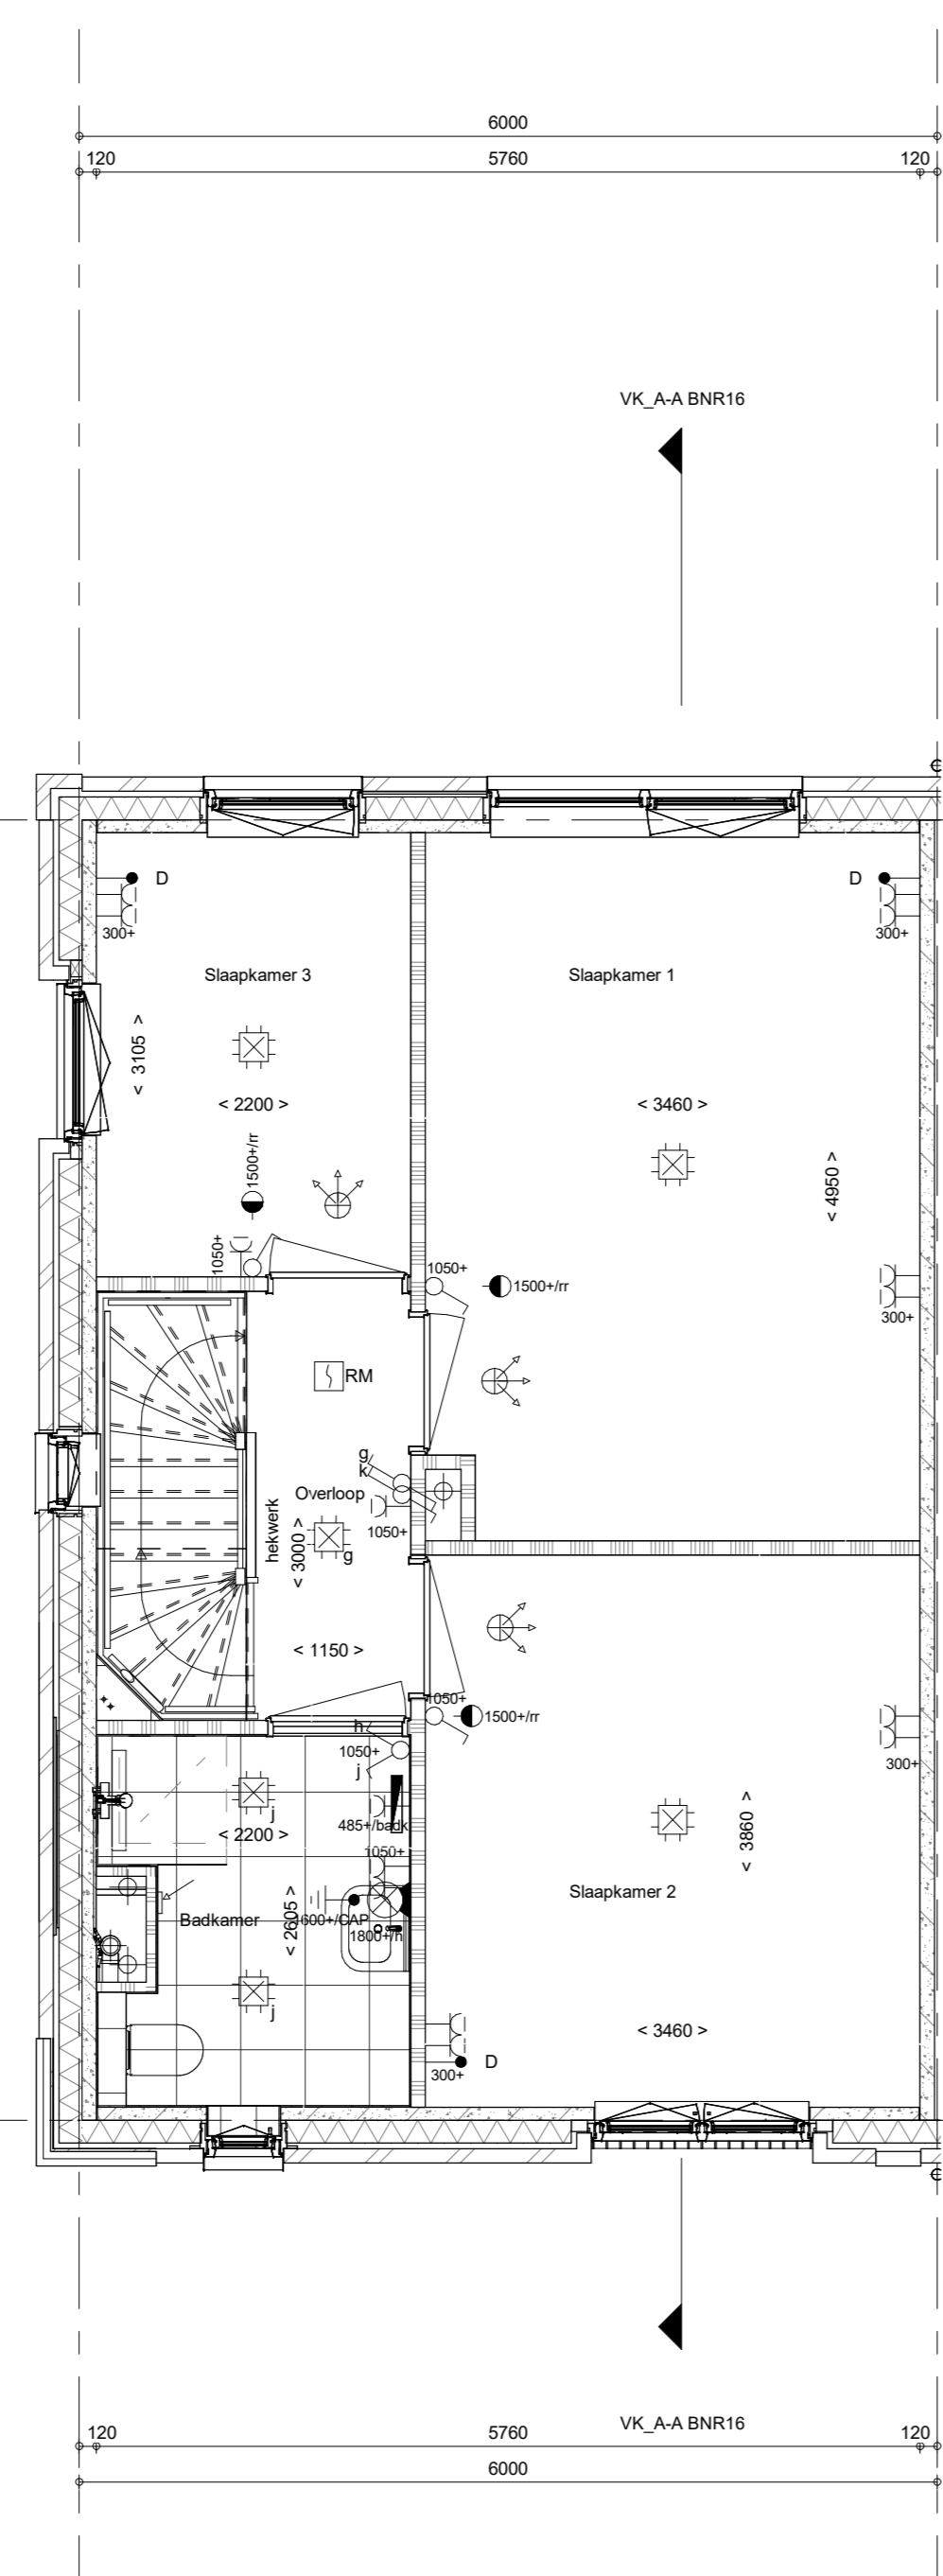 6000
120 5760 120
VK_A-A BNR16
D D
300+ 300+
Slaapkamer 3 Slaapkamer 1
< 3105 >
< 2200 > < 3460 >
1500+/rr
< 4950 >
1050+
1050+
1500+/rr
300+
RM
g
k
Overloop
1050+
hekwerk
< 3000 >
g
< 1150 >
1050+
1500+/rr
h
1050+
j
300+
j
485+/badk
< 2200 >
1050+
< 3860 >
Slaapkamer 2
Badkamer
< 2605 >
1600+/CAP
1800+/h
j
< 3460 >
D
300+
VK_A-A BNR16
120 5760 120
6000